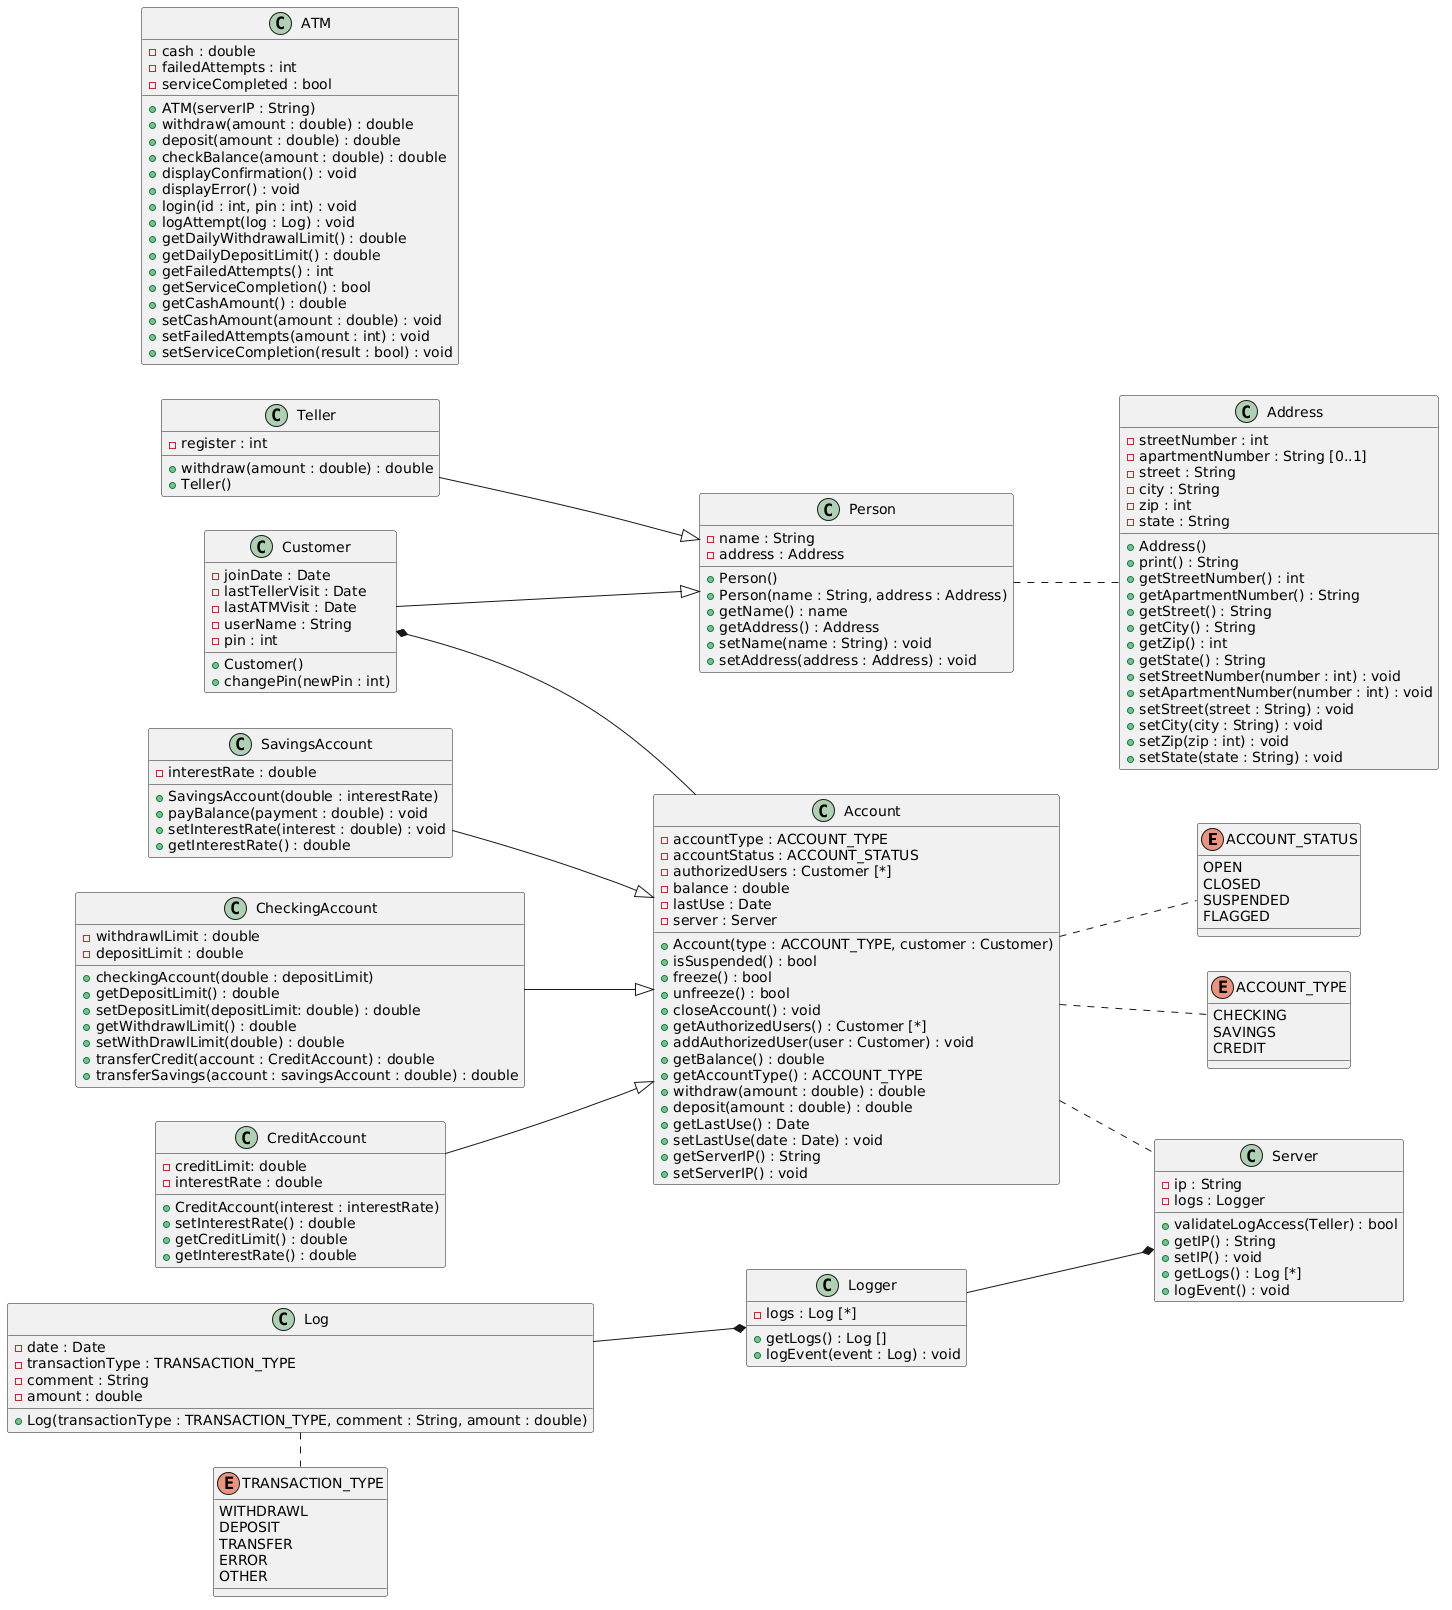 ATM
cash : double
failedAttempts : int
serviceCompleted : bool
ATM(serverIP : String)
withdraw(amount : double) : double
deposit(amount : double) : double
checkBalance(amount : double) : double
displayConfirmation() : void
displayError() : void
login(id : int, pin : int) : void
logAttempt(log : Log) : void
getDailyWithdrawalLimit() : double
getDailyDepositLimit() : double
getFailedAttempts() : int
getServiceCompletion() : bool
getCashAmount() : double
setCashAmount(amount : double) : void
setFailedAttempts(amount : int) : void
setServiceCompletion(result : bool) : void
Teller
register : int
withdraw(amount : double) : double
Teller()
Customer
joinDate : Date
lastTellerVisit : Date
lastATMVisit : Date
userName : String
pin : int
Customer()
changePin(newPin : int)
Person
name : String
address : Address
Person()
Person(name : String, address : Address)
getName() : name
getAddress() : Address
setName(name : String) : void
setAddress(address : Address) : void
Address
streetNumber : int
apartmentNumber : String [0..1]
street : String
city : String
zip : int
state : String
Address()
print() : String
getStreetNumber() : int
getApartmentNumber() : String
getStreet() : String
getCity() : String
getZip() : int
getState() : String
setStreetNumber(number : int) : void
setApartmentNumber(number : int) : void
setStreet(street : String) : void
setCity(city : String) : void
setZip(zip : int) : void
setState(state : String) : void
SavingsAccount
interestRate : double
SavingsAccount(double : interestRate)
payBalance(payment : double) : void
setInterestRate(interest : double) : void
getInterestRate() : double
CheckingAccount
withdrawlLimit : double
depositLimit : double
checkingAccount(double : depositLimit)
getDepositLimit() : double
setDepositLimit(depositLimit: double) : double
getWithdrawlLimit() : double
setWithDrawlLimit(double) : double
transferCredit(account : CreditAccount) : double
transferSavings(account : savingsAccount : double) : double
CreditAccount
creditLimit: double
interestRate : double
CreditAccount(interest : interestRate)
setInterestRate() : double
getCreditLimit() : double
getInterestRate() : double
Account
accountType : ACCOUNT_TYPE
accountStatus : ACCOUNT_STATUS
authorizedUsers : Customer [*]
balance : double
lastUse : Date
server : Server
Account(type : ACCOUNT_TYPE, customer : Customer)
isSuspended() : bool
freeze() : bool
unfreeze() : bool
closeAccount() : void
getAuthorizedUsers() : Customer [*]
addAuthorizedUser(user : Customer) : void
getBalance() : double
getAccountType() : ACCOUNT_TYPE
withdraw(amount : double) : double
deposit(amount : double) : double
getLastUse() : Date
setLastUse(date : Date) : void
getServerIP() : String
setServerIP() : void
ACCOUNT_STATUS
OPEN
CLOSED
SUSPENDED
FLAGGED
ACCOUNT_TYPE
CHECKING
SAVINGS
CREDIT
Server
ip : String
logs : Logger
validateLogAccess(Teller) : bool
getIP() : String
setIP() : void
getLogs() : Log [*]
logEvent() : void
Logger
logs : Log [*]
getLogs() : Log []
logEvent(event : Log) : void
Log
date : Date
transactionType : TRANSACTION_TYPE
comment : String
amount : double
Log(transactionType : TRANSACTION_TYPE, comment : String, amount : double)
TRANSACTION_TYPE
WITHDRAWL
DEPOSIT
TRANSFER
ERROR
OTHER